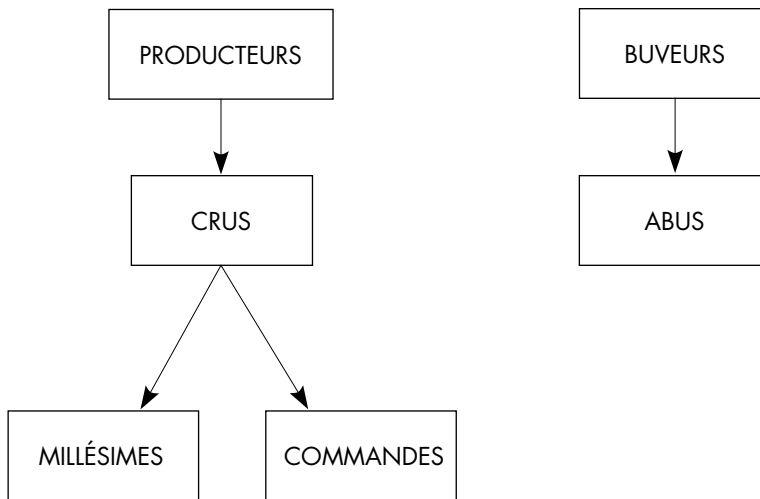 PRODUCTEURS
BUVEURS
CRUS
ABUS
MILLÉSIMES
COMMANDES